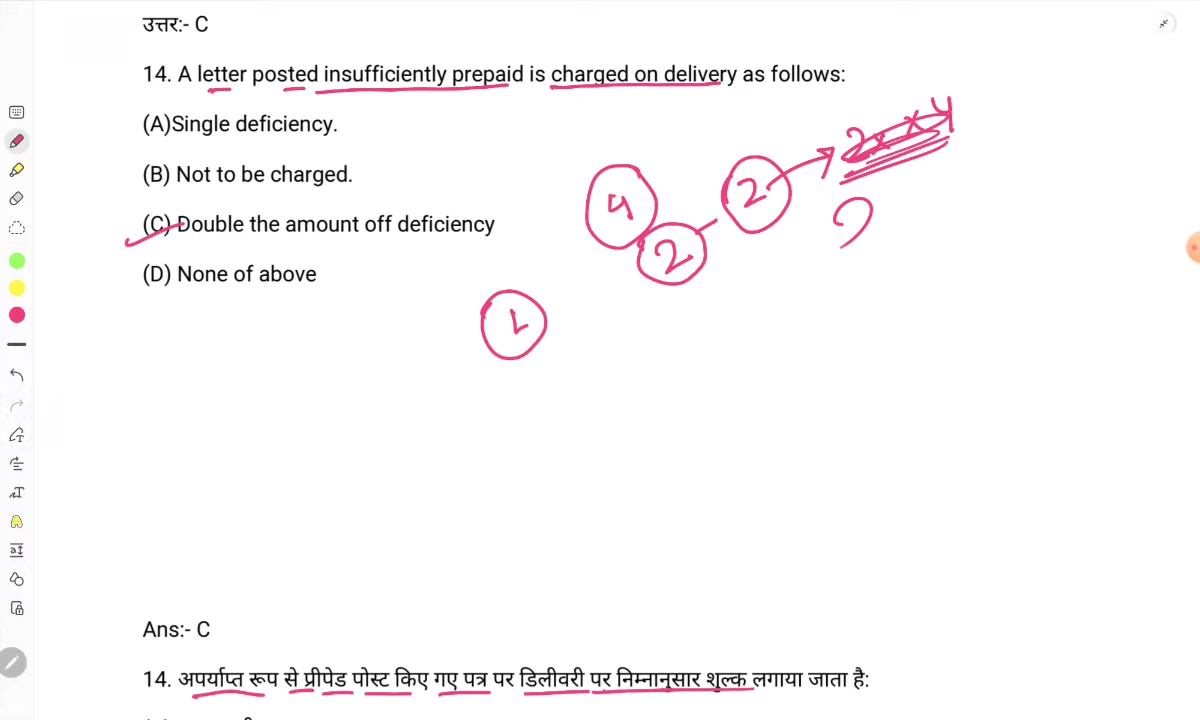 उत्तर:- C
14. A letter posted insufficiently prepaid is charged on delivery as follows:
(A)Single deficiency.
(B) Not to be charged.
(C) Double the amount off deficiency
(D) None of above
4
2
2
Ans:- C
14. अपर्याप्त रूप से प्रीपेड पोस्ट किए गए पत्र पर डिलीवरी पर निम्नानुसार शुल्क लगाया जाता है: